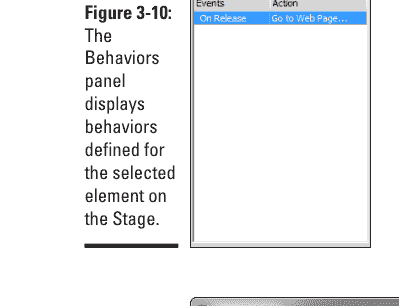 Figure 3-10:
The
Behaviors
panel
displays
behaviors
defined for
the selected
element on
the Stage.
Events Action
On Release Go to Web Page...